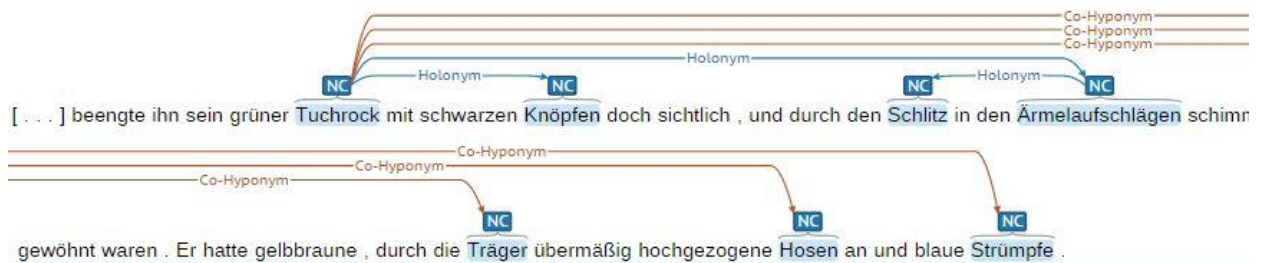 Co-Hyponym
Co-Hyponym
Co-Hyponym
Holonym
NC Holonym NC NC Holonym NC
[ . . . ] beengte ihn sein grüner Tuchrock mit schwarzen Knöpfen doch sichtlich , und durch den Schlitz in den Ärmelaufschlägen schimm
Co-Hyponym
Co-Hyponym
Co-Hyponym
NC NC NC
gewöhnt waren . Er hatte gelbbraune , durch die Träger übermäßig hochgezogene Hosen an und blaue Strümpfe .